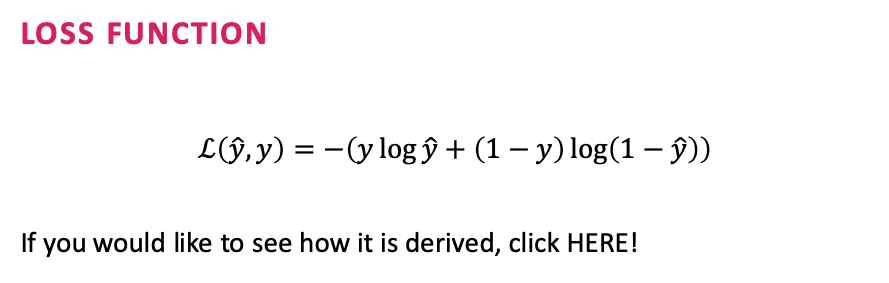 LOSS FUNCTION
ℒ(ŷ, y) = −(y log ŷ + (1 − y) log(1 − ŷ))
If you would like to see how it is derived, click HERE!